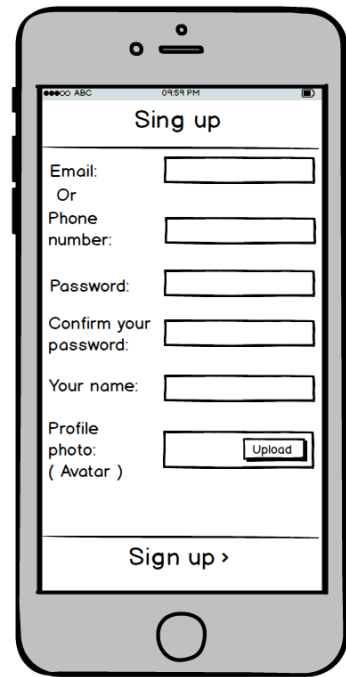 ABC 09:59 PM
Sing up
Email:
Or
Phone
number:
Password:
Confirm your
password:
Your name:
Profile
photo:
( Avatar )
Upload
Sign up >